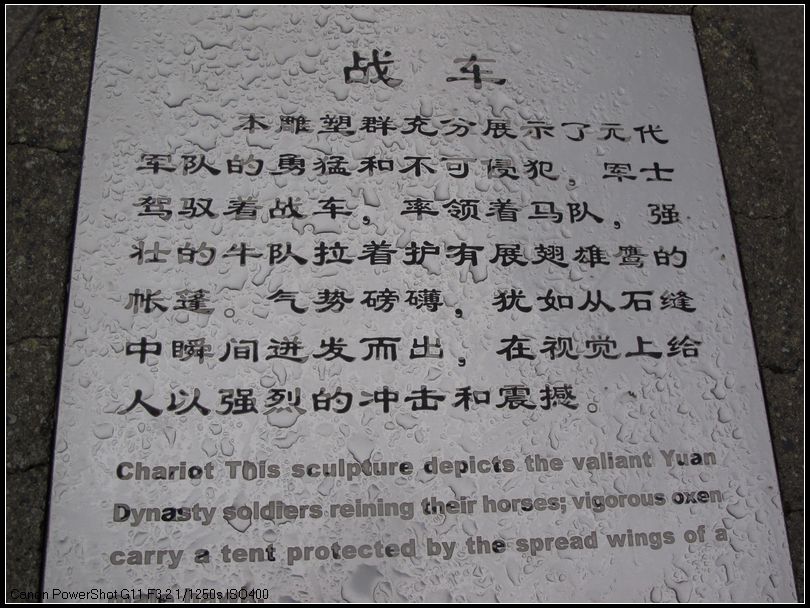 战车
本雕塑群充分展示了元代
军队的勇猛和不可侵犯，军士
驾驭着战车，率领着马队，强
壮的牛队拉着护有展翅雄鹰的
帐篷。气势磅礴，犹如从石缝
中瞬间迸发而出，在视觉上给
人以强烈的冲击和震撼。
Chariot This sculpture depicts the valiant Yuan
Dynasty soldiers reining their horses; vigorous oxen
carry a tent protected by the spread wings of a
Canon PowerShot G11 F3.2 1/1250s ISO400